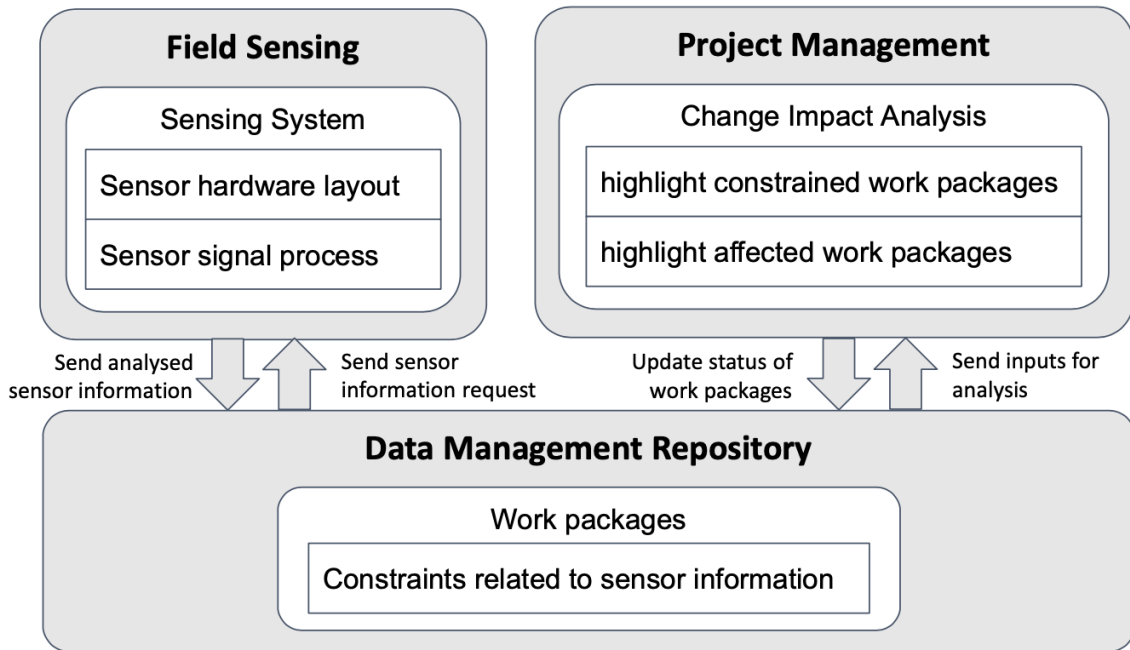 Field Sensing
Sensing System
Sensor hardware layout
Sensor signal process
Project Management
Change Impact Analysis
highlight constrained work packages
highlight affected work packages
Send analysed
sensor information
Send sensor
information request
Update status of
work packages
Send inputs for
analysis
Data Management Repository
Work packages
Constraints related to sensor information